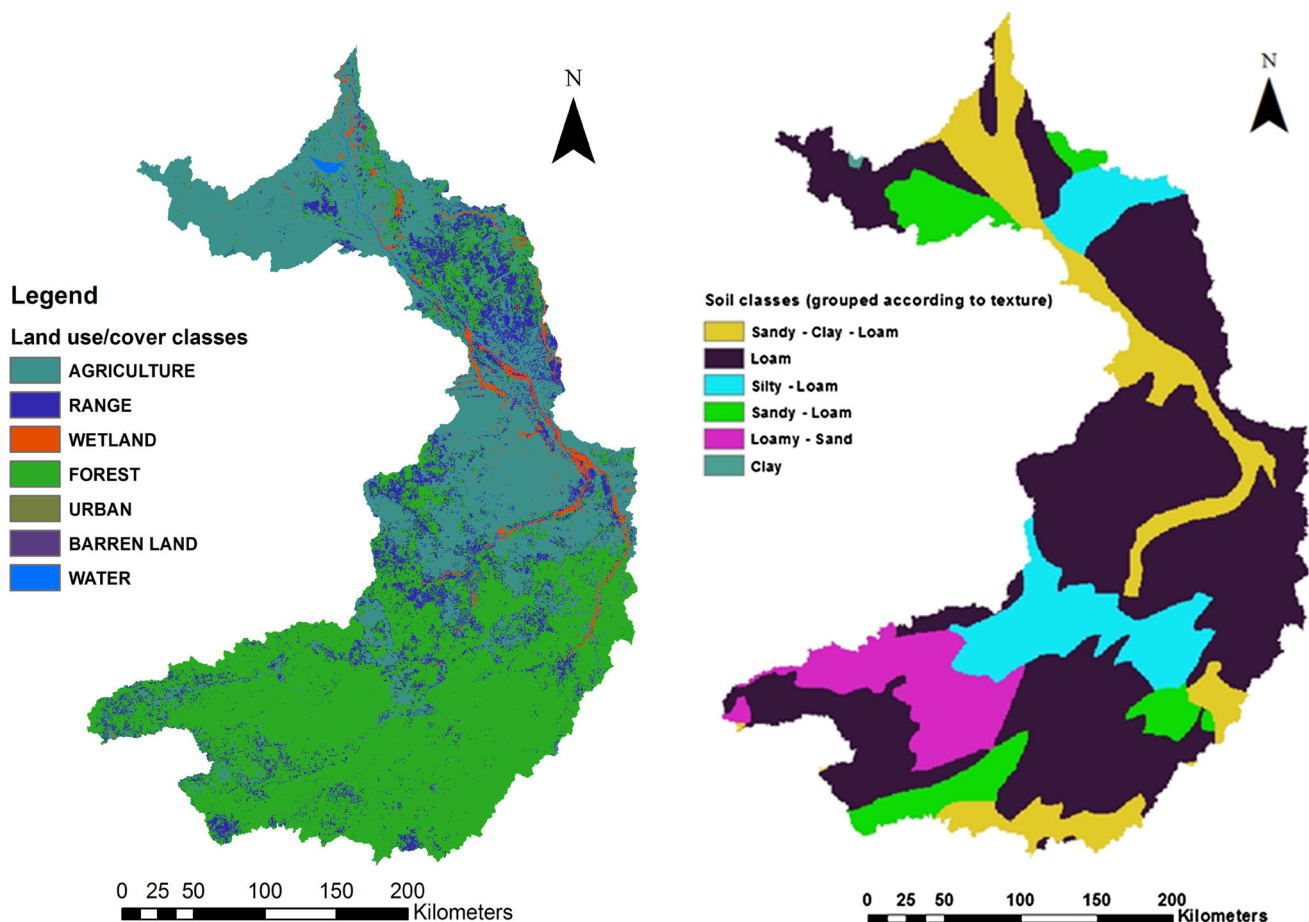 N
Legend
Land use/cover classes
AGRICULTURE
RANGE
WETLAND
FOREST
URBAN
BARREN LAND
WATER
0 25 50 100 150 200
Kilometers
N
Soil classes (grouped according to texture)
Sandy - Clay - Loam
Loam
Silty - Loam
Sandy - Loam
Loamy - Sand
Clay
0 25 50 100 150 200
Kilometers